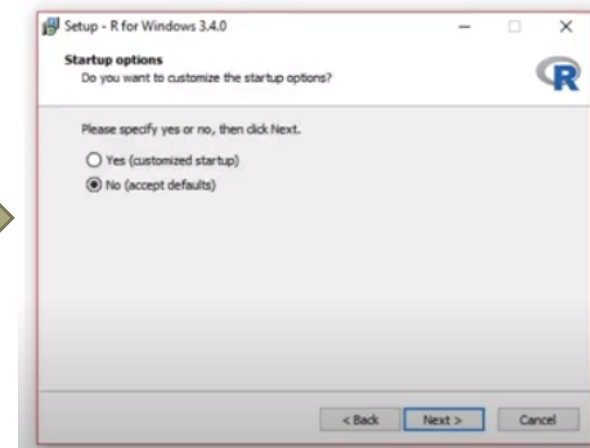 Setup - R for Windows 3.4.0
Startup options
Do you want to customize the startup options?
R
Please specify yes or no, then click Next.
Yes (customized startup)
No (accept defaults)
< Back
Next >
Cancel